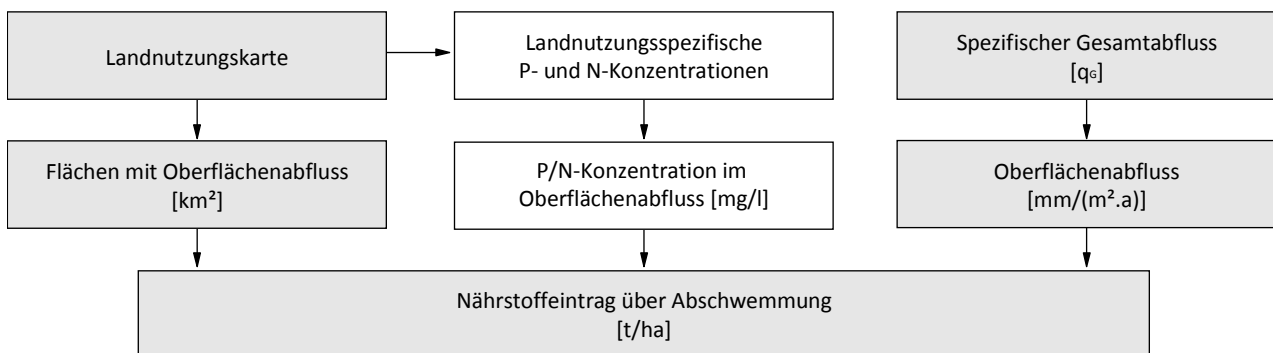 Landnutzungskarte
Landnutzungsspezifische
P- und N-Konzentrationen
Spezifischer Gesamtabfluss
[qG]
Flächen mit Oberflächenabfluss
[km²]
P/N-Konzentration im
Oberflächenabfluss [mg/l]
Oberflächenabfluss
[mm/(m².a)]
Nährstoffeintrag über Abschwemmung
[t/ha]